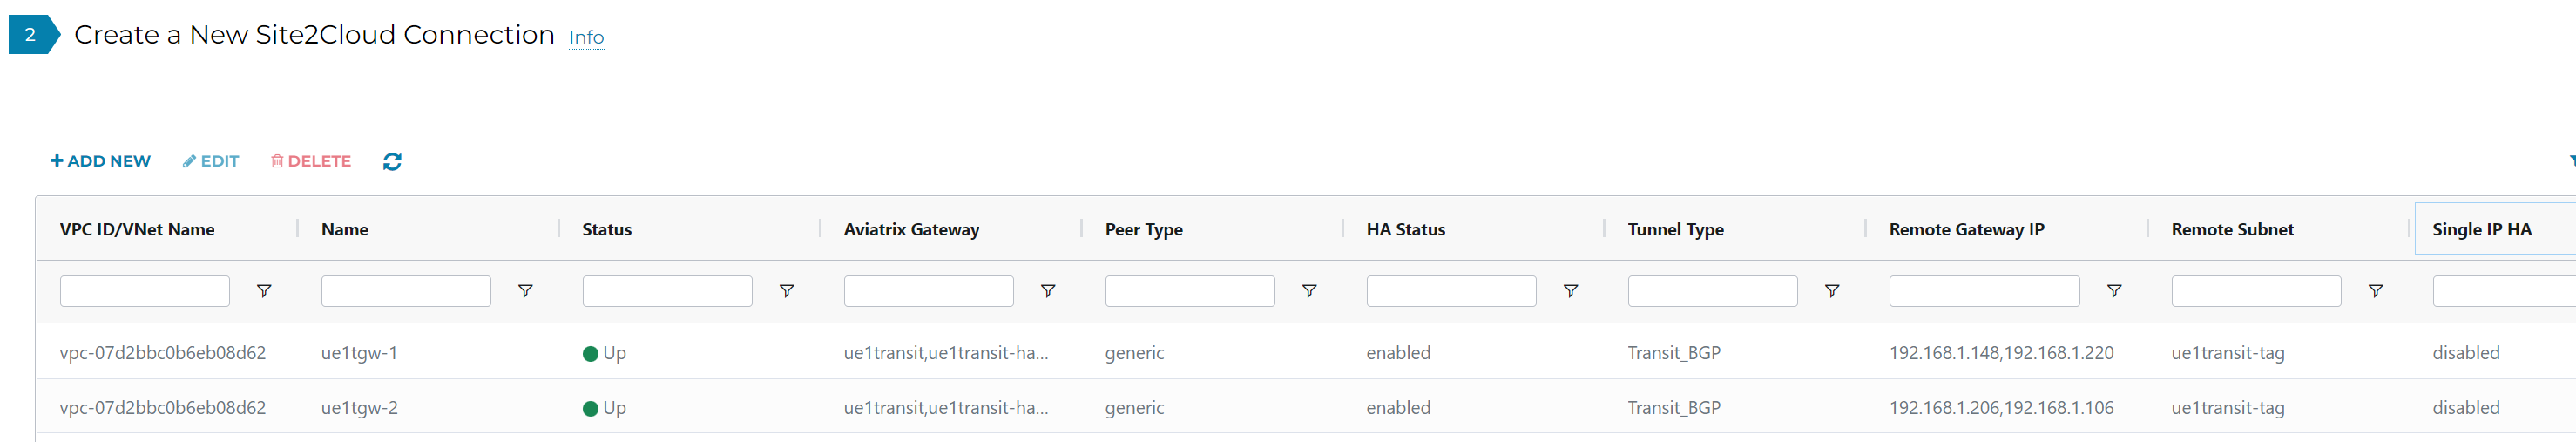 2 Create a New Site2Cloud Connection Info
ADD NEW EDIT DELETE
VPC ID/VNet Name Name Status Aviatrix Gateway Peer Type HA Status Tunnel Type Remote Gateway IP Remote Subnet Single IP HA
vpc-07d2bbc0b6eb08d62 ue1tgw-1 Up ue1transit,ue1transit-ha... generic enabled Transit_BGP 192.168.1.148,192.168.1.220 ue1transit-tag disabled
vpc-07d2bbc0b6eb08d62 ue1tgw-2 Up ue1transit,ue1transit-ha... generic enabled Transit_BGP 192.168.1.206,192.168.1.106 ue1transit-tag disabled